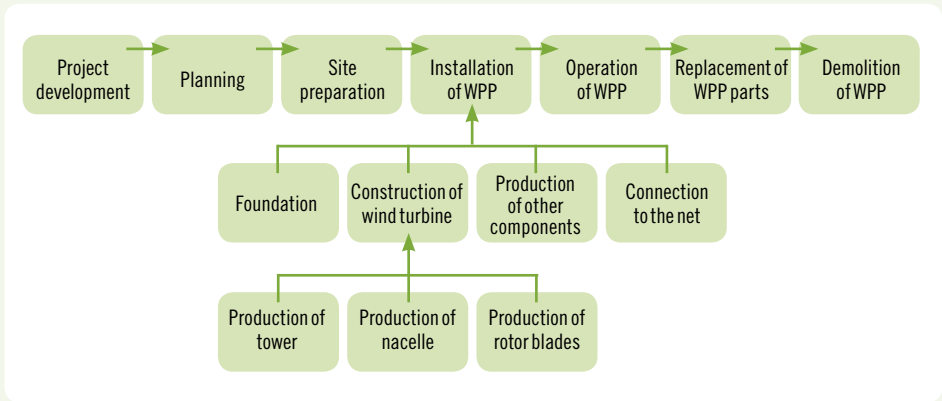 Project
development
Planning
Site
preparation
Installation
of WPP
Operation
of WPP
Replacement of
WPP parts
Demolition
of WPP
Foundation
Construction of
wind turbine
Production
of other
components
Connection
to the net
Production of
tower
Production of
nacelle
Production of
rotor blades